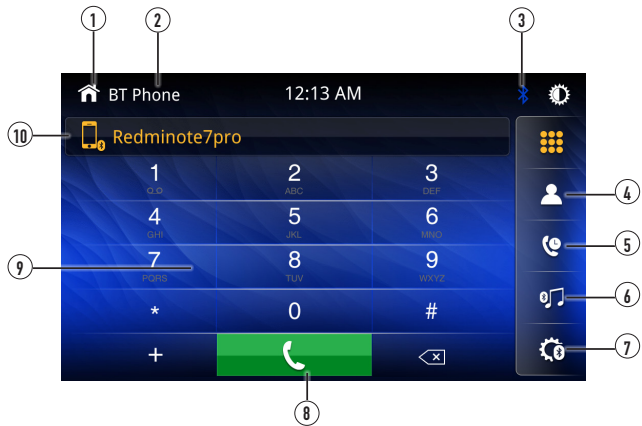 1 2 3
BT Phone 12:13 AM
10 Redminote7pro
1 2 3
O_O ABC DEF
4
4 5 6
GHI JKL MNO
5
7 8 9
9 PQRS TUV WXYZ
6
* 0 #
+
7
8